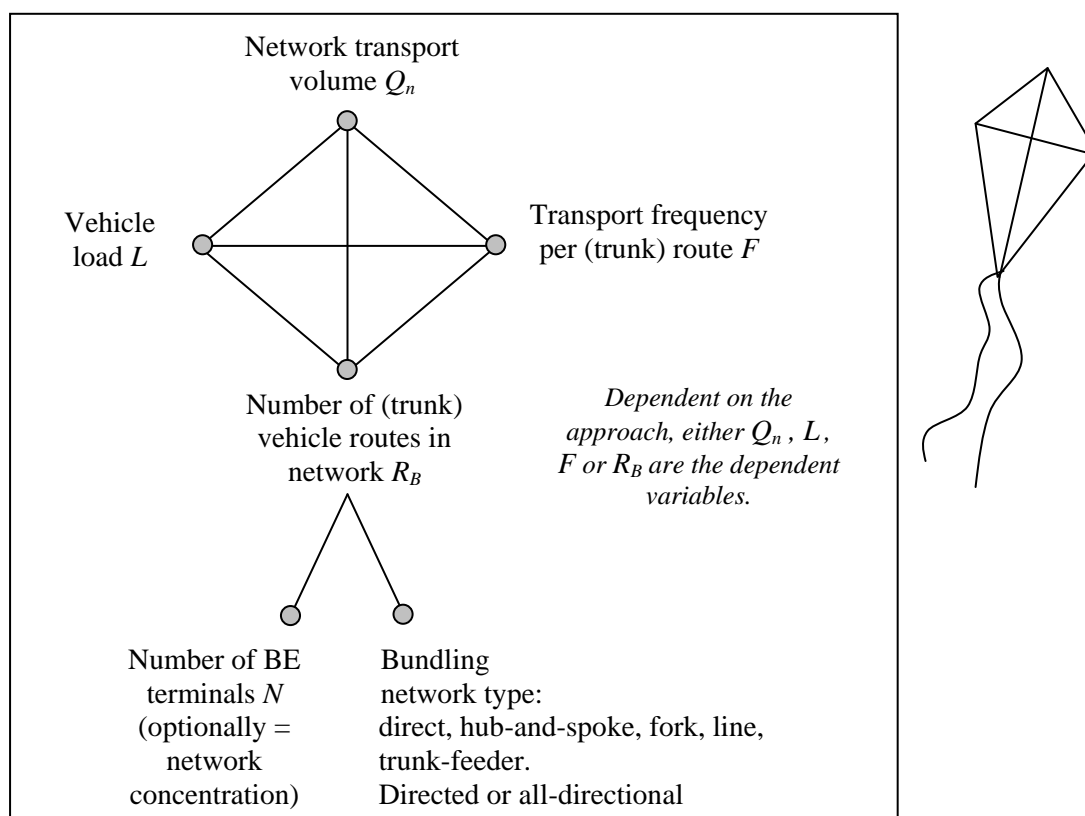 Network transport
volume Qn
Vehicle
load L
Transport frequency
per (trunk) route F
Number of (trunk)
vehicle routes in
network RB
Dependent on the
approach, either Qn , L ,
F or RB are the dependent
variables.
Number of BE
terminals N
(optionally =
network
concentration)
Bundling
network type:
direct, hub-and-spoke, fork, line,
trunk-feeder.
Directed or all-directional